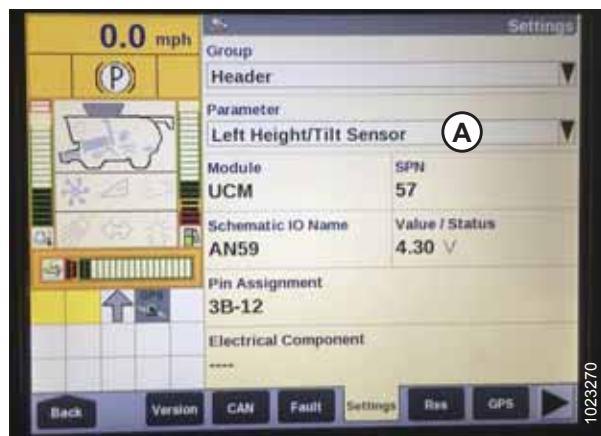 0.0 mph
(P)
Settings
Group
Header
Parameter
Left Height/Tilt Sensor
A
Module
SPN
UCM
57
Schematic IO Name
Value / Status
AN59
4.30 V
Pin Assignment
3B-12
Electrical Component
----
Back
Version
CAN
Fault
Settings
Res
GPS
1023270